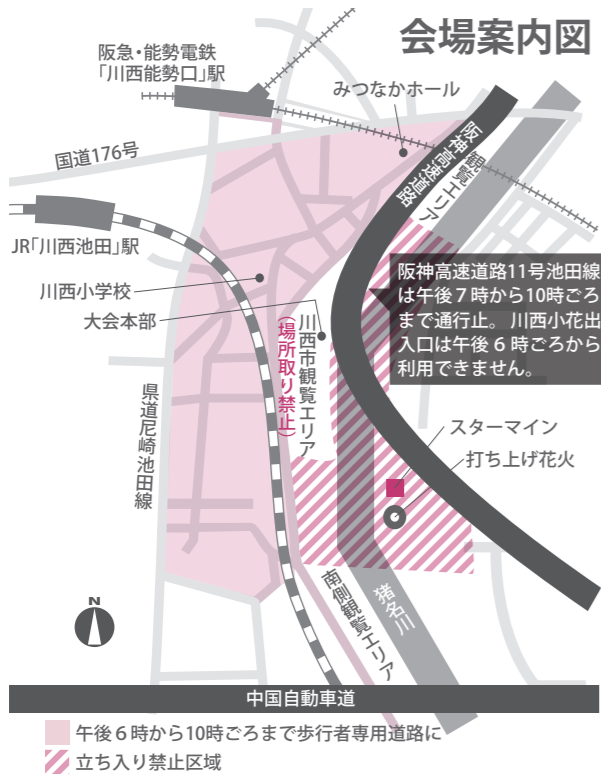 会場案内図
阪急・能勢電鉄
「川西能勢口」駅
みつなかホール
国道176号
阪神高速道路
観覧エリア
JR「川西池田」駅
川西小学校
大会本部
阪神高速道路11号池田線
は午後７時から10時ごろ
まで通行止。 川西小花出
入口は午後６時ごろから
利用できません。
川西市観覧エリア
（場所取り禁止）
県道尼崎池田線
スターマイン
打ち上げ花火
南側観覧エリア
猪名川
N
中国自動車道
午後６時から10時ごろまで歩行者専用道路に
立ち入り禁止区域